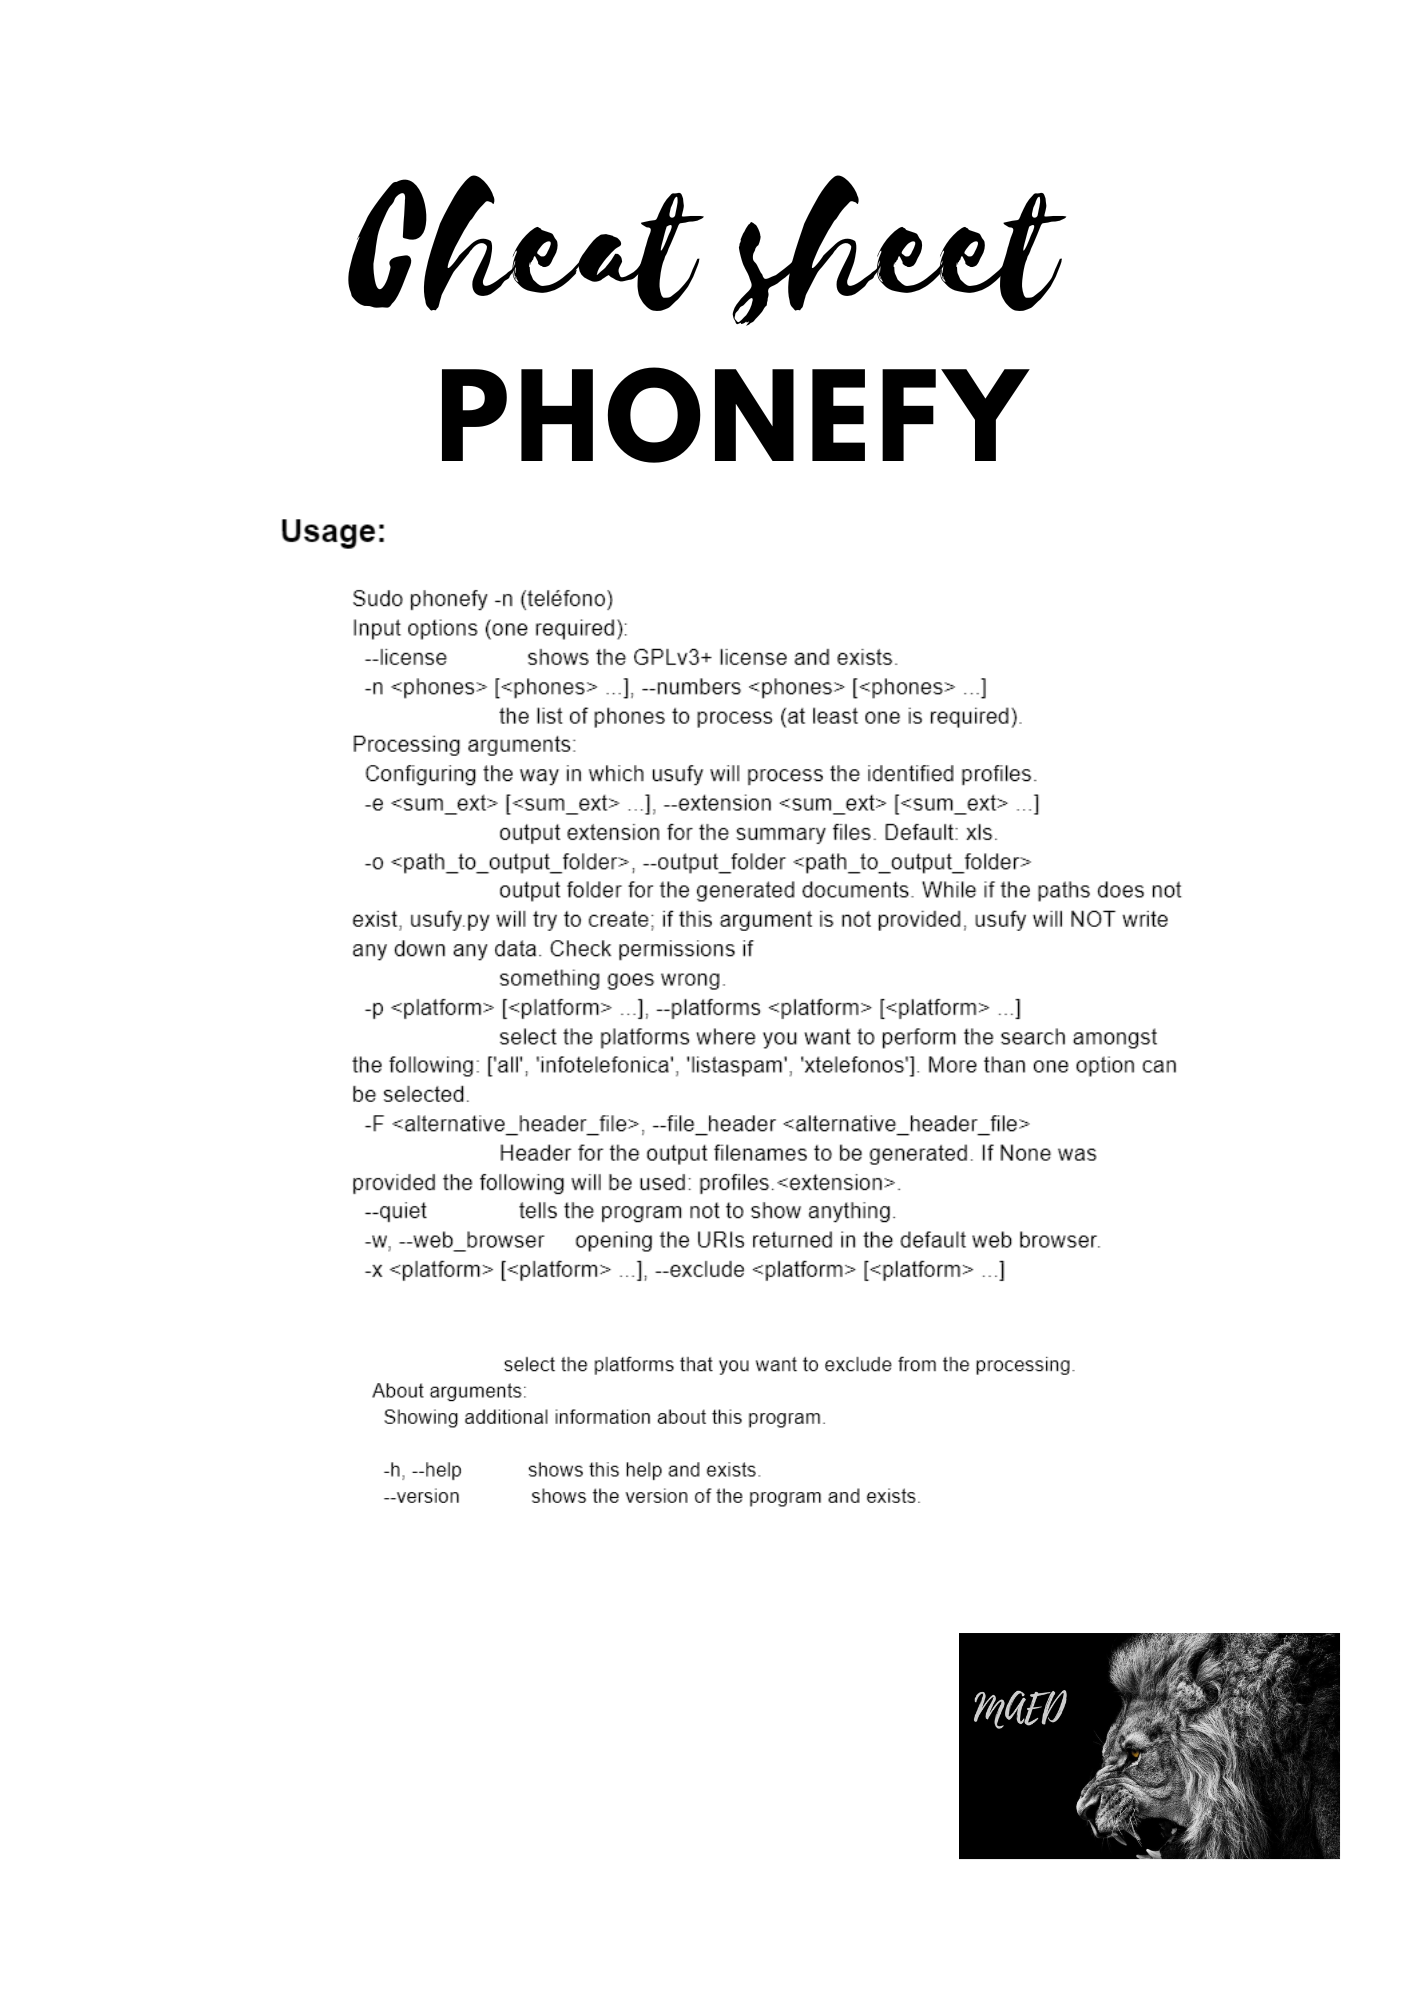 Cheat sheet
PHONEFY
Usage:
Sudo phonefy -n (teléfono)
Input options (one required):
--license shows the GPLv3+ license and exists.
-n <phones> [<phones> ...], --numbers <phones> [<phones> ...]
the list of phones to process (at least one is required).
Processing arguments:
Configuring the way in which usufy will process the identified profiles.
-e <sum_ext> [<sum_ext> ...], --extension <sum_ext> [<sum_ext> ...]
output extension for the summary files. Default: xls.
-o <path_to_output_folder>, --output_folder <path_to_output_folder>
output folder for the generated documents. While if the paths does not
exist, usufy.py will try to create; if this argument is not provided, usufy will NOT write
any down any data. Check permissions if
something goes wrong.
-p <platform> [<platform> ...], --platforms <platform> [<platform> ...]
select the platforms where you want to perform the search amongst
the following: ['all', 'infotelefonica', 'listaspam', 'xtelefonos']. More than one option can
be selected.
-F <alternative_header_file>, --file_header <alternative_header_file>
Header for the output filenames to be generated. If None was
provided the following will be used: profiles.<extension>.
--quiet tells the program not to show anything.
-w, --web_browser opening the URIs returned in the default web browser.
-x <platform> [<platform> ...], --exclude <platform> [<platform> ...]
select the platforms that you want to exclude from the processing.
About arguments:
Showing additional information about this program.
-h, --help shows this help and exists.
--version shows the version of the program and exists.
MAED